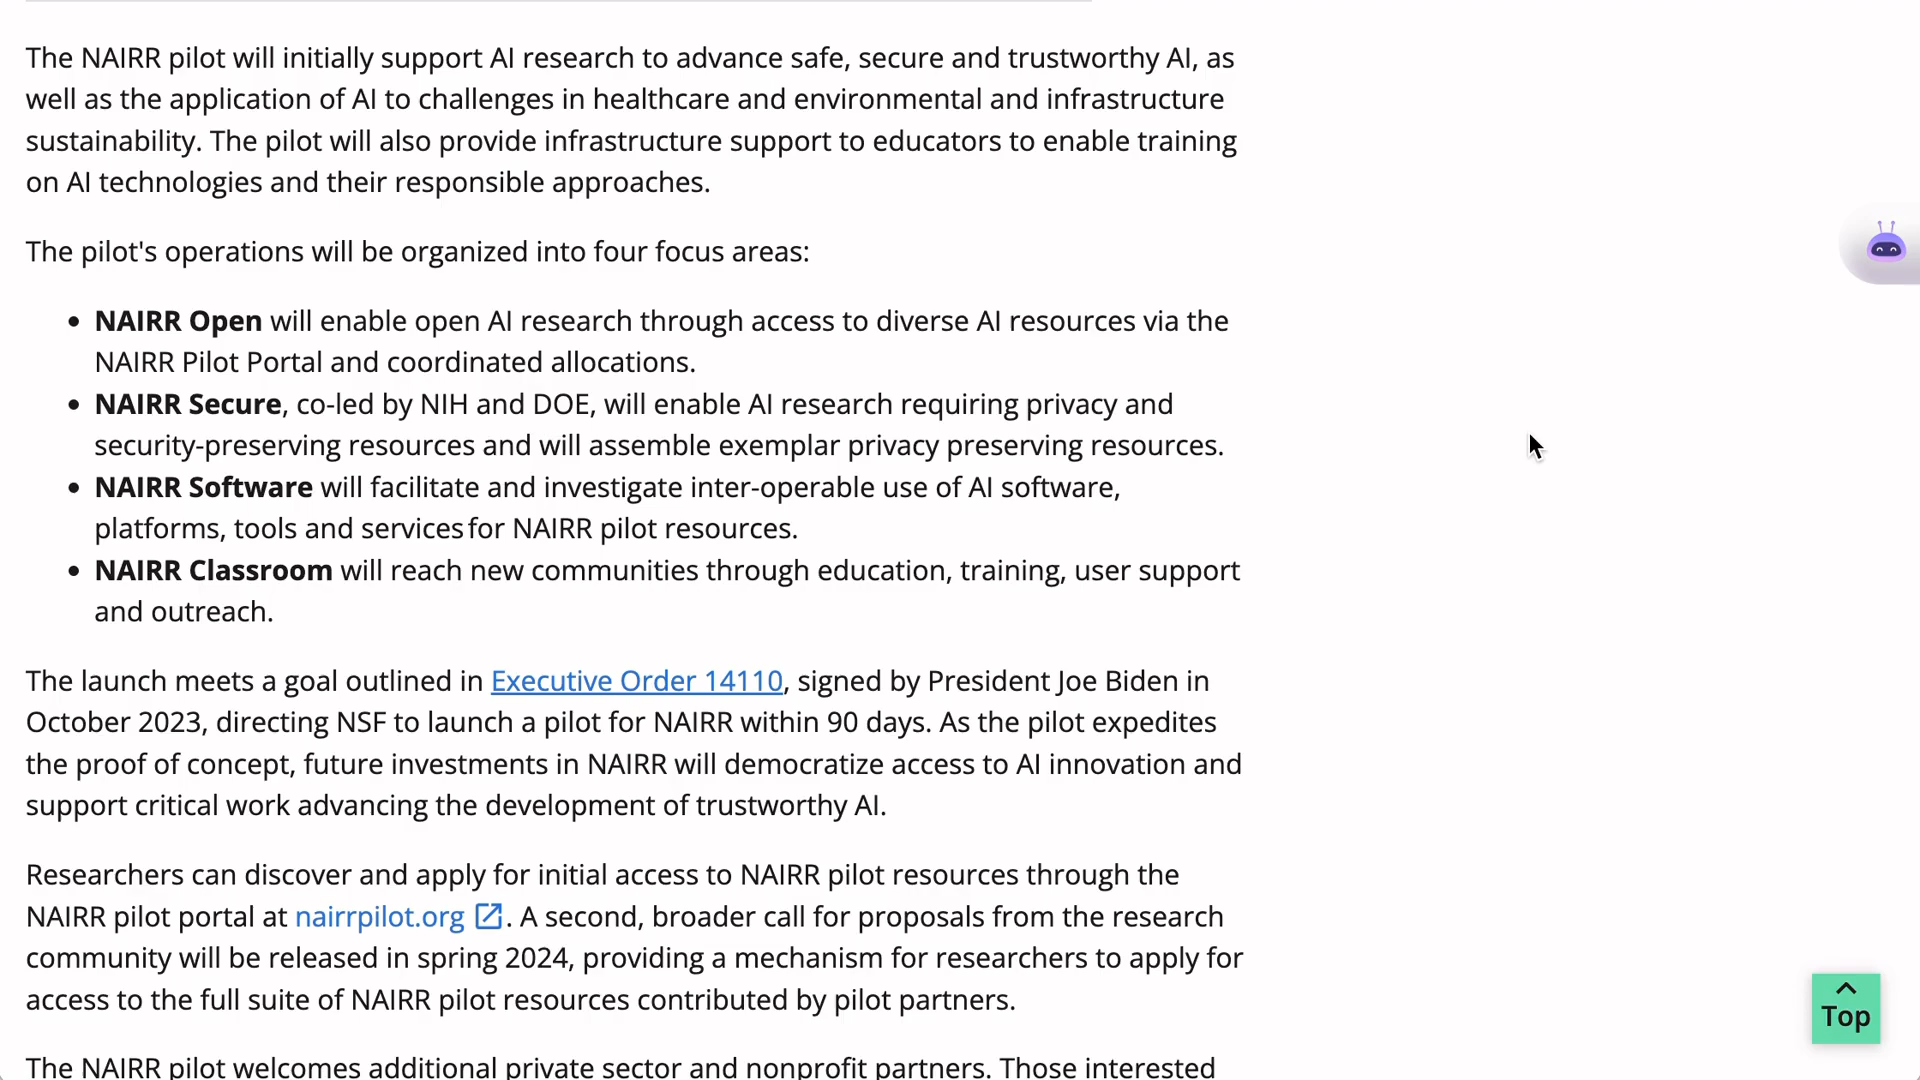 The NAIRR pilot will initially support AI research to advance safe, secure and trustworthy AI, as
well as the application of AI to challenges in healthcare and environmental and infrastructure
sustainability. The pilot will also provide infrastructure support to educators to enable training
on AI technologies and their responsible approaches.
The pilot's operations will be organized into four focus areas:
• NAIRR Open will enable open AI research through access to diverse AI resources via the
NAIRR Pilot Portal and coordinated allocations.
• NAIRR Secure, co-led by NIH and DOE, will enable AI research requiring privacy and
security-preserving resources and will assemble exemplar privacy preserving resources.
• NAIRR Software will facilitate and investigate inter-operable use of AI software,
platforms, tools and services for NAIRR pilot resources.
• NAIRR Classroom will reach new communities through education, training, user support
and outreach.
The launch meets a goal outlined in Executive Order 14110, signed by President Joe Biden in
October 2023, directing NSF to launch a pilot for NAIRR within 90 days. As the pilot expedites
the proof of concept, future investments in NAIRR will democratize access to AI innovation and
support critical work advancing the development of trustworthy AI.
Researchers can discover and apply for initial access to NAIRR pilot resources through the
NAIRR pilot portal at nairrpilot.org. A second, broader call for proposals from the research
community will be released in spring 2024, providing a mechanism for researchers to apply for
access to the full suite of NAIRR pilot resources contributed by pilot partners.
Top
The NAIRR pilot welcomes additional private sector and nonprofit partners. Those interested